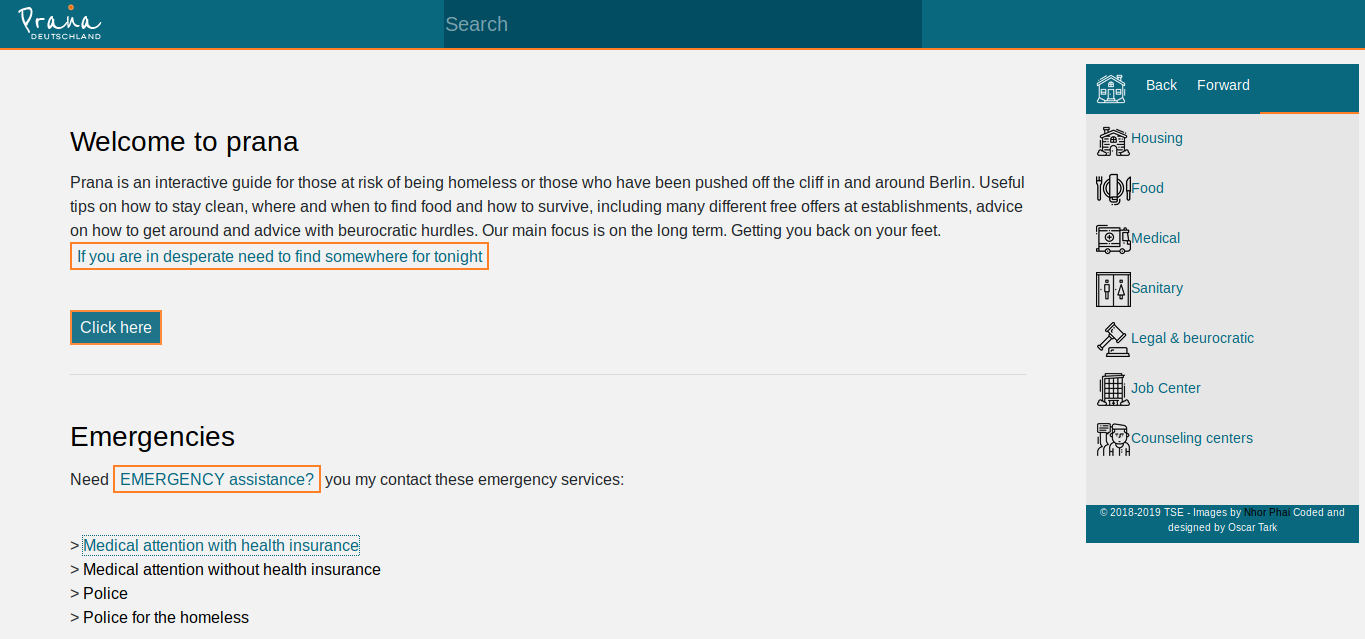 Prana
DEUTSCHLAND
Search
Welcome to prana
Prana is an interactive guide for those at risk of being homeless or those who have been pushed off the cliff in and around Berlin. Useful
tips on how to stay clean, where and when to find food and how to survive, including many different free offers at establishments, advice
on how to get around and advice with beurocratic hurdles. Our main focus is on the long term. Getting you back on your feet.
If you are in desperate need to find somewhere for tonight
Click here
Emergencies
Need EMERGENCY assistance? you my contact these emergency services:
> Medical attention with health insurance
> Medical attention without health insurance
> Police
> Police for the homeless
Back Forward
Housing
Food
Medical
Sanitary
Legal & beurocratic
Job Center
Counseling centers
© 2018-2019 TSE - Images by Nhor Phai Coded and
designed by Oscar Tark